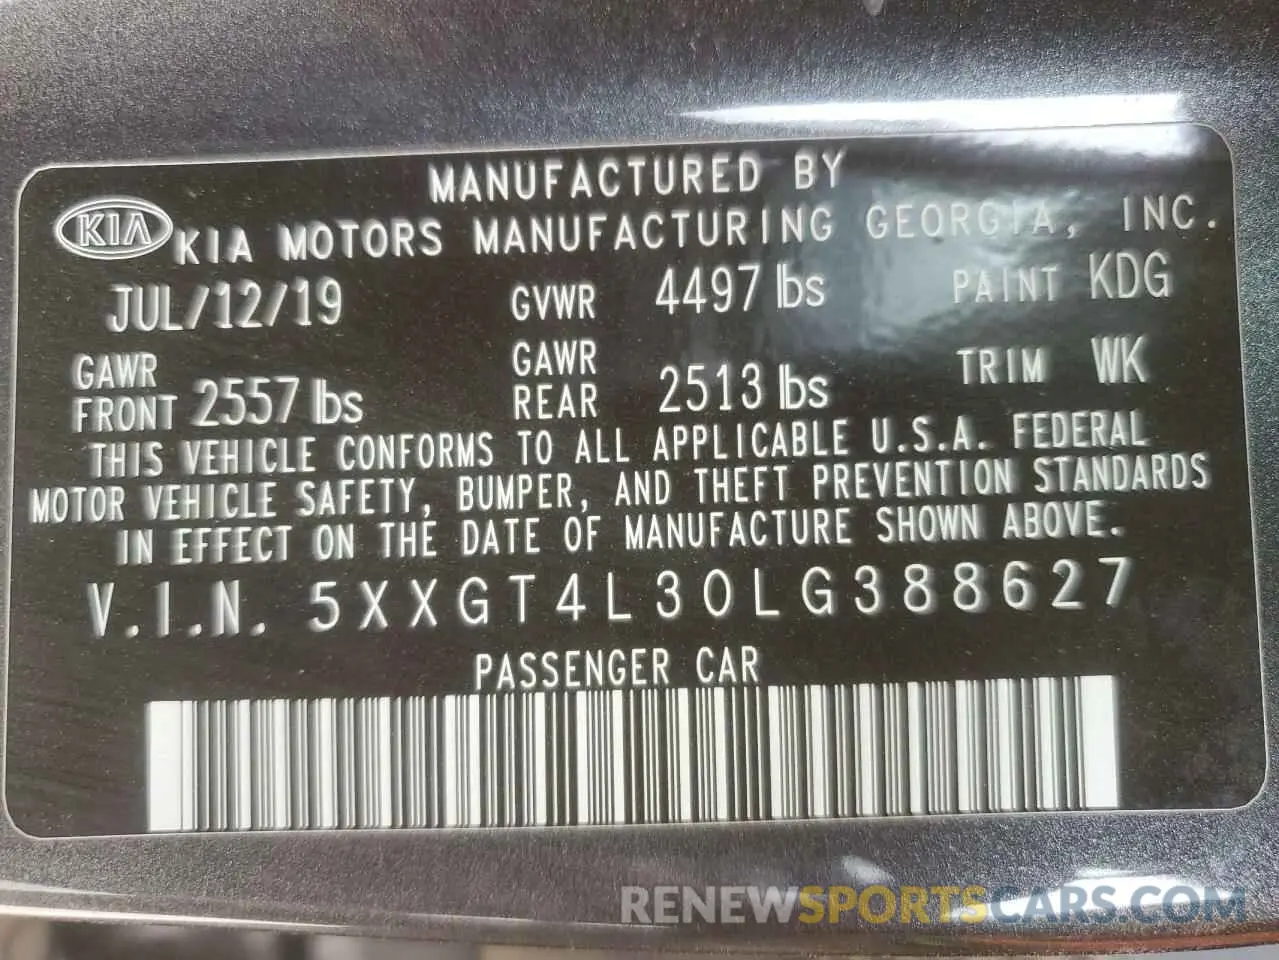 MANUFACTURED BY
KIA KIA MOTORS MANUFACTURING GEORGIA, INC.
JUL/12/19 GVWR 4497 lbs PAINT KDG
GAWR FRONT 2557 lbs GAWR REAR 2513 lbs TRIM WK
THIS VEHICLE CONFORMS TO ALL APPLICABLE U.S.A. FEDERAL
MOTOR VEHICLE SAFETY, BUMPER, AND THEFT PREVENTION STANDARDS
IN EFFECT ON THE DATE OF MANUFACTURE SHOWN ABOVE.
V.I.N. 5XXGT4L30LG388627
PASSENGER CAR
RENEWSPORTSCARS.COM